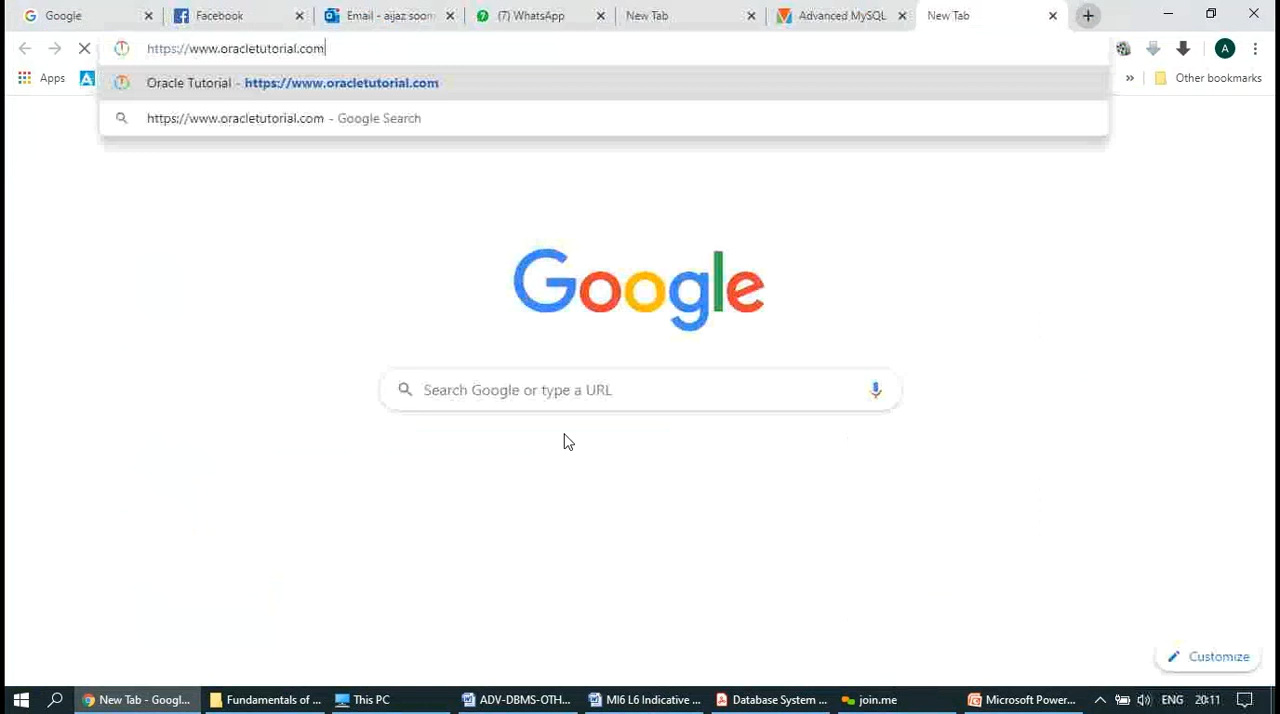 Google
Facebook
Email - aijaz soom
(7) WhatsApp
New Tab
Advanced MySQL
New Tab
https://www.oracletutorial.com
Apps
Other bookmarks
Oracle Tutorial - https://www.oracletutorial.com
https://www.oracletutorial.com - Google Search
Google
Search Google or type a URL
Customize
New Tab - Googl...
Fundamentals of ...
This PC
ADV-DBMS-OTH...
MI6 L6 Indicative ...
Database System ...
join.me
Microsoft Power...
ENG
20:11